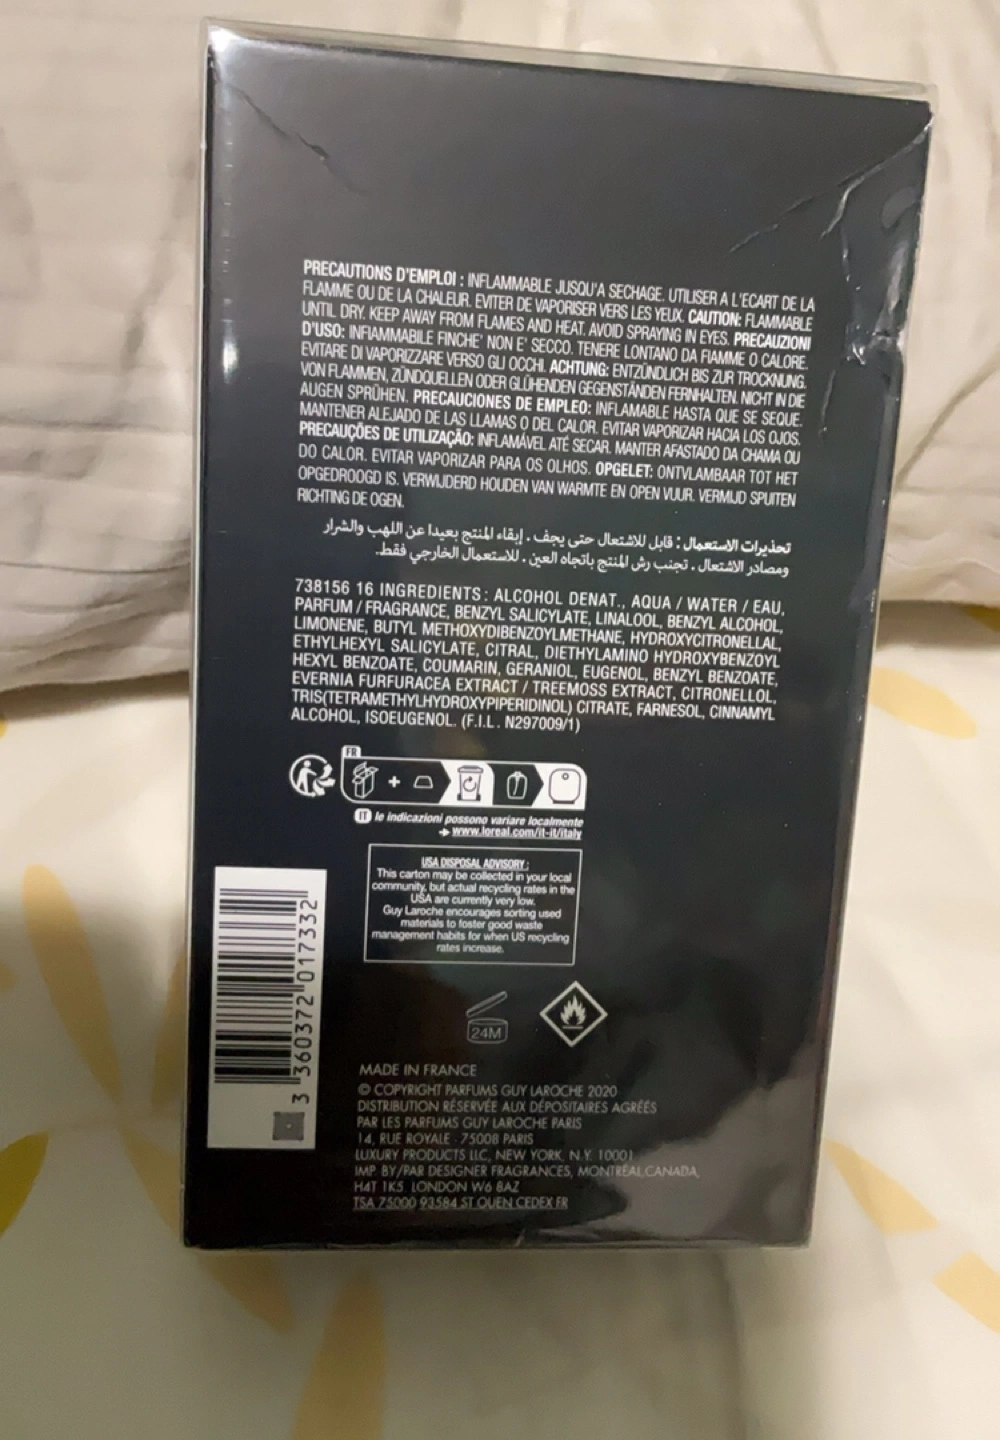 PRECAUTIONS D'EMPLOI : INFLAMMABLE JUSQU'A SECHAGE. UTILISER A L'ECART DE LA
FLAMME OU DE LA CHALEUR. EVITER DE VAPORISER VERS LES YEUX. CAUTION: FLAMMABLE
UNTIL DRY. KEEP AWAY FROM FLAMES AND HEAT. AVOID SPRAYING IN EYES. PRECAUZIONI
D'USO: INFIAMMABILE FINCHE' NON E' SECCO. TENERE LONTANO DA FIAMME O CALORE.
EVITARE DI VAPORIZZARE VERSO GLI OCCHI. ACHTUNG: ENTZÜNDLICH BIS ZUR TROCKNUNG.
VON FLAMMEN, ZÜNDQUELLEN ODER GLÜHENDEN GEGENSTÄNDEN FERNHALTEN. NICHT IN DIE
AUGEN SPRÜHEN. PRECAUCIONES DE EMPLEO: INFLAMABLE HASTA QUE SE SEQUE.
MANTENER ALEJADO DE LAS LLAMAS O DEL CALOR. EVITAR VAPORIZAR HACIA LOS OJOS.
PRECAUÇÕES DE UTILIZAÇÃO: INFLAMÁVEL ATÉ SECAR. MANTER AFASTADO DA CHAMA OU
DO CALOR. EVITAR VAPORIZAR PARA OS OLHOS. OPGELET: ONTVLAMBAAR TOT HET
OPGEDROOGD IS. VERWIJDERD HOUDEN VAN WARMTE EN OPEN VUUR. VERMIJD SPUITEN
RICHTING DE OGEN.
تحذيرات الاستعمال : قابل للاشتعال حتى يجف . إبقاء المنتج بعيدا عن اللهب والشرار
ومصادر الاشتعال . تجنب رش المنتج باتجاه العين . للاستعمال الخارجي فقط.
738156 16 INGREDIENTS : ALCOHOL DENAT., AQUA / WATER / EAU,
PARFUM / FRAGRANCE, BENZYL SALICYLATE, LINALOOL, BENZYL ALCOHOL,
LIMONENE, BUTYL METHOXYDIBENZOYLMETHANE, HYDROXYCITRONELLAL,
ETHYLHEXYL SALICYLATE, CITRAL, DIETHYLAMINO HYDROXYBENZOYL
HEXYL BENZOATE, COUMARIN, GERANIOL, EUGENOL, BENZYL BENZOATE,
EVERNIA FURFURACEA EXTRACT / TREEMOSS EXTRACT, CITRONELLOL,
TRIS(TETRAMETHYLHYDROXYPIPERIDINOL) CITRATE, FARNESOL, CINNAMYL
ALCOHOL, ISOEUGENOL. (F.I.L. N297009/1)
FR
IT le indicazioni possono variare localmente
www.loreal.com/it-it/italy
USA DISPOSAL ADVISORY :
This carton may be collected in your local
community, but actual recycling rates in the
USA are currently very low.
Guy Laroche encourages sorting used
materials to foster good waste
management habits for when US recycling
rates increase.
3 360372 017332
24M
MADE IN FRANCE
© COPYRIGHT PARFUMS GUY LAROCHE 2020
DISTRIBUTION RÉSERVÉE AUX DÉPOSITAIRES AGRÉÉS
PAR LES PARFUMS GUY LAROCHE PARIS
14, RUE ROYALE - 75008 PARIS
LUXURY PRODUCTS LLC, NEW YORK, N.Y. 10001
IMP. BY/PAR DESIGNER FRAGRANCES, MONTRÉAL, CANADA,
H4T 1K5. LONDON W6 8AZ
TSA 75000 93584 ST OUEN CEDEX FR